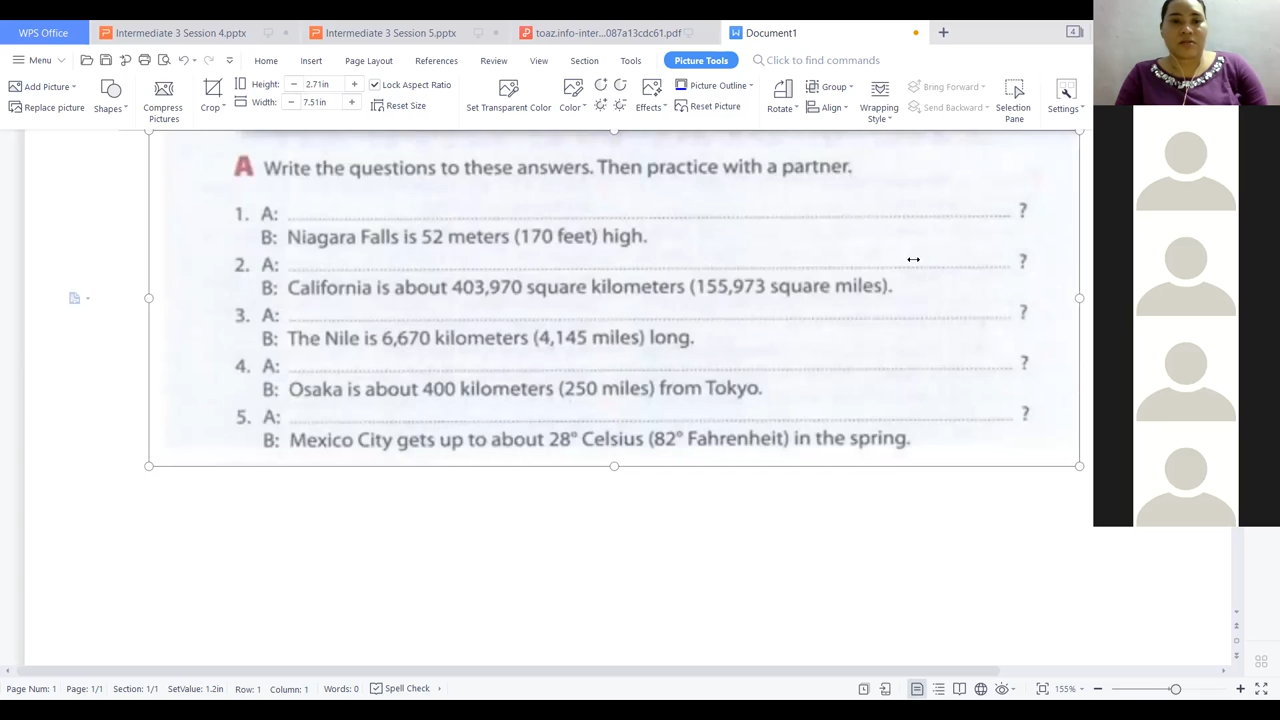 WPS Office
Intermediate 3 Session 4.pptx
Intermediate 3 Session 5.pptx
toaz.info-inter...087a13cdc61.pdf
Document1
4
Menu
Home
Insert
Page Layout
References
Review
View
Section
Tools
Picture Tools
Click to find commands
Add Picture
Replace picture
Shapes
Compress Pictures
Crop
Height: 2.71in
Width: 7.51in
Lock Aspect Ratio
Reset Size
Set Transparent Color
Color
Effects
Picture Outline
Reset Picture
Rotate
Group
Align
Wrapping Style
Bring Forward
Send Backward
Selection Pane
Settings
A Write the questions to these answers. Then practice with a partner.
1. A: ?
B: Niagara Falls is 52 meters (170 feet) high.
2. A: ?
B: California is about 403,970 square kilometers (155,973 square miles).
3. A: ?
B: The Nile is 6,670 kilometers (4,145 miles) long.
4. A: ?
B: Osaka is about 400 kilometers (250 miles) from Tokyo.
5. A: ?
B: Mexico City gets up to about 28° Celsius (82° Fahrenheit) in the spring.
Page Num: 1 Page: 1/1 Section: 1/1 SetValue: 1.2in Row: 1 Column: 1 Words: 0 Spell Check 155%